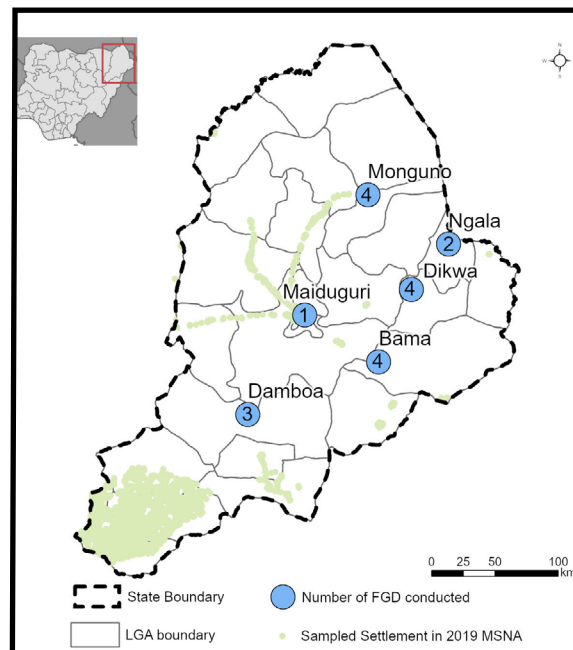 N
W E
S
Monguno
4
Ngala
2
Dikwa
4
Maiduguri
1
Bama
4
Damboa
3
0 25 50 100
km
State Boundary
Number of FGD conducted
LGA boundary
Sampled Settlement in 2019 MSNA